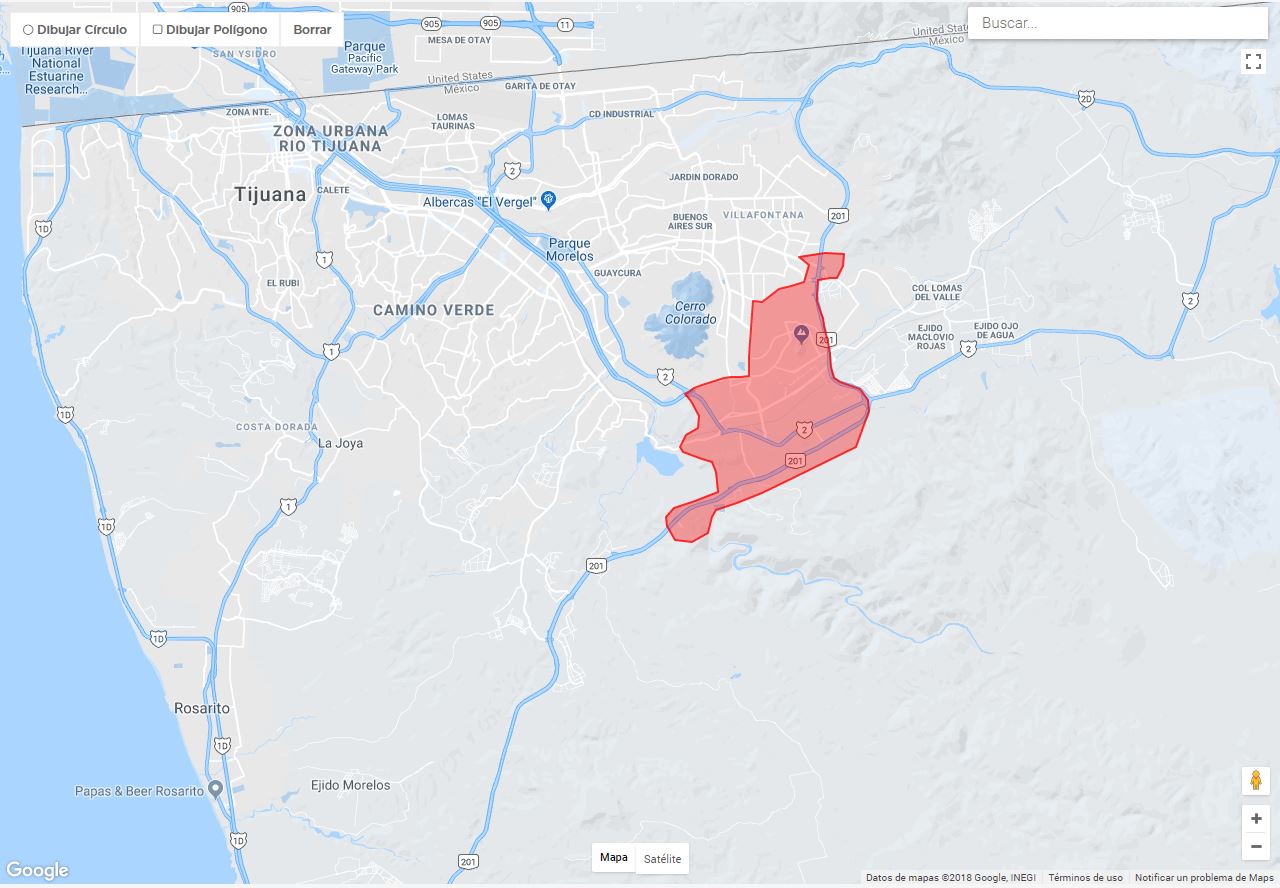 Dibujar Círculo
Dibujar Polígono
Borrar
Buscar...
905
905
905
11
MESA DE OTAY
Tijuana River
National
Estuarine
Research...
SAN YSIDRO
Parque
Pacific
Gateway Park
United States
México
United States
México
GARITA DE OTAY
2D
ZONA NTE.
LOMAS
TAURINAS
CD INDUSTRIAL
ZONA URBANA
RIO TIJUANA
2
JARDIN DORADO
Tijuana
CALETE
Albercas "El Vergel"
BUENOS
AIRES SUR
VILLAFONTANA
201
1D
Parque
Morelos
1
GUAYCURA
EL RUBI
COL LOMAS
DEL VALLE
2
CAMINO VERDE
Cerro
Colorado
EJIDO
MACLOVIO
ROJAS
EJIDO OJO
DE AGUA
201
2
1
2
1D
COSTA DORADA
La Joya
2
201
1
1D
201
1D
Rosarito
1D
Papas & Beer Rosarito
Ejido Morelos
1D
201
Mapa
Satélite
Google
Datos de mapas ©2018 Google, INEGI
Términos de uso
Notificar un problema de Maps